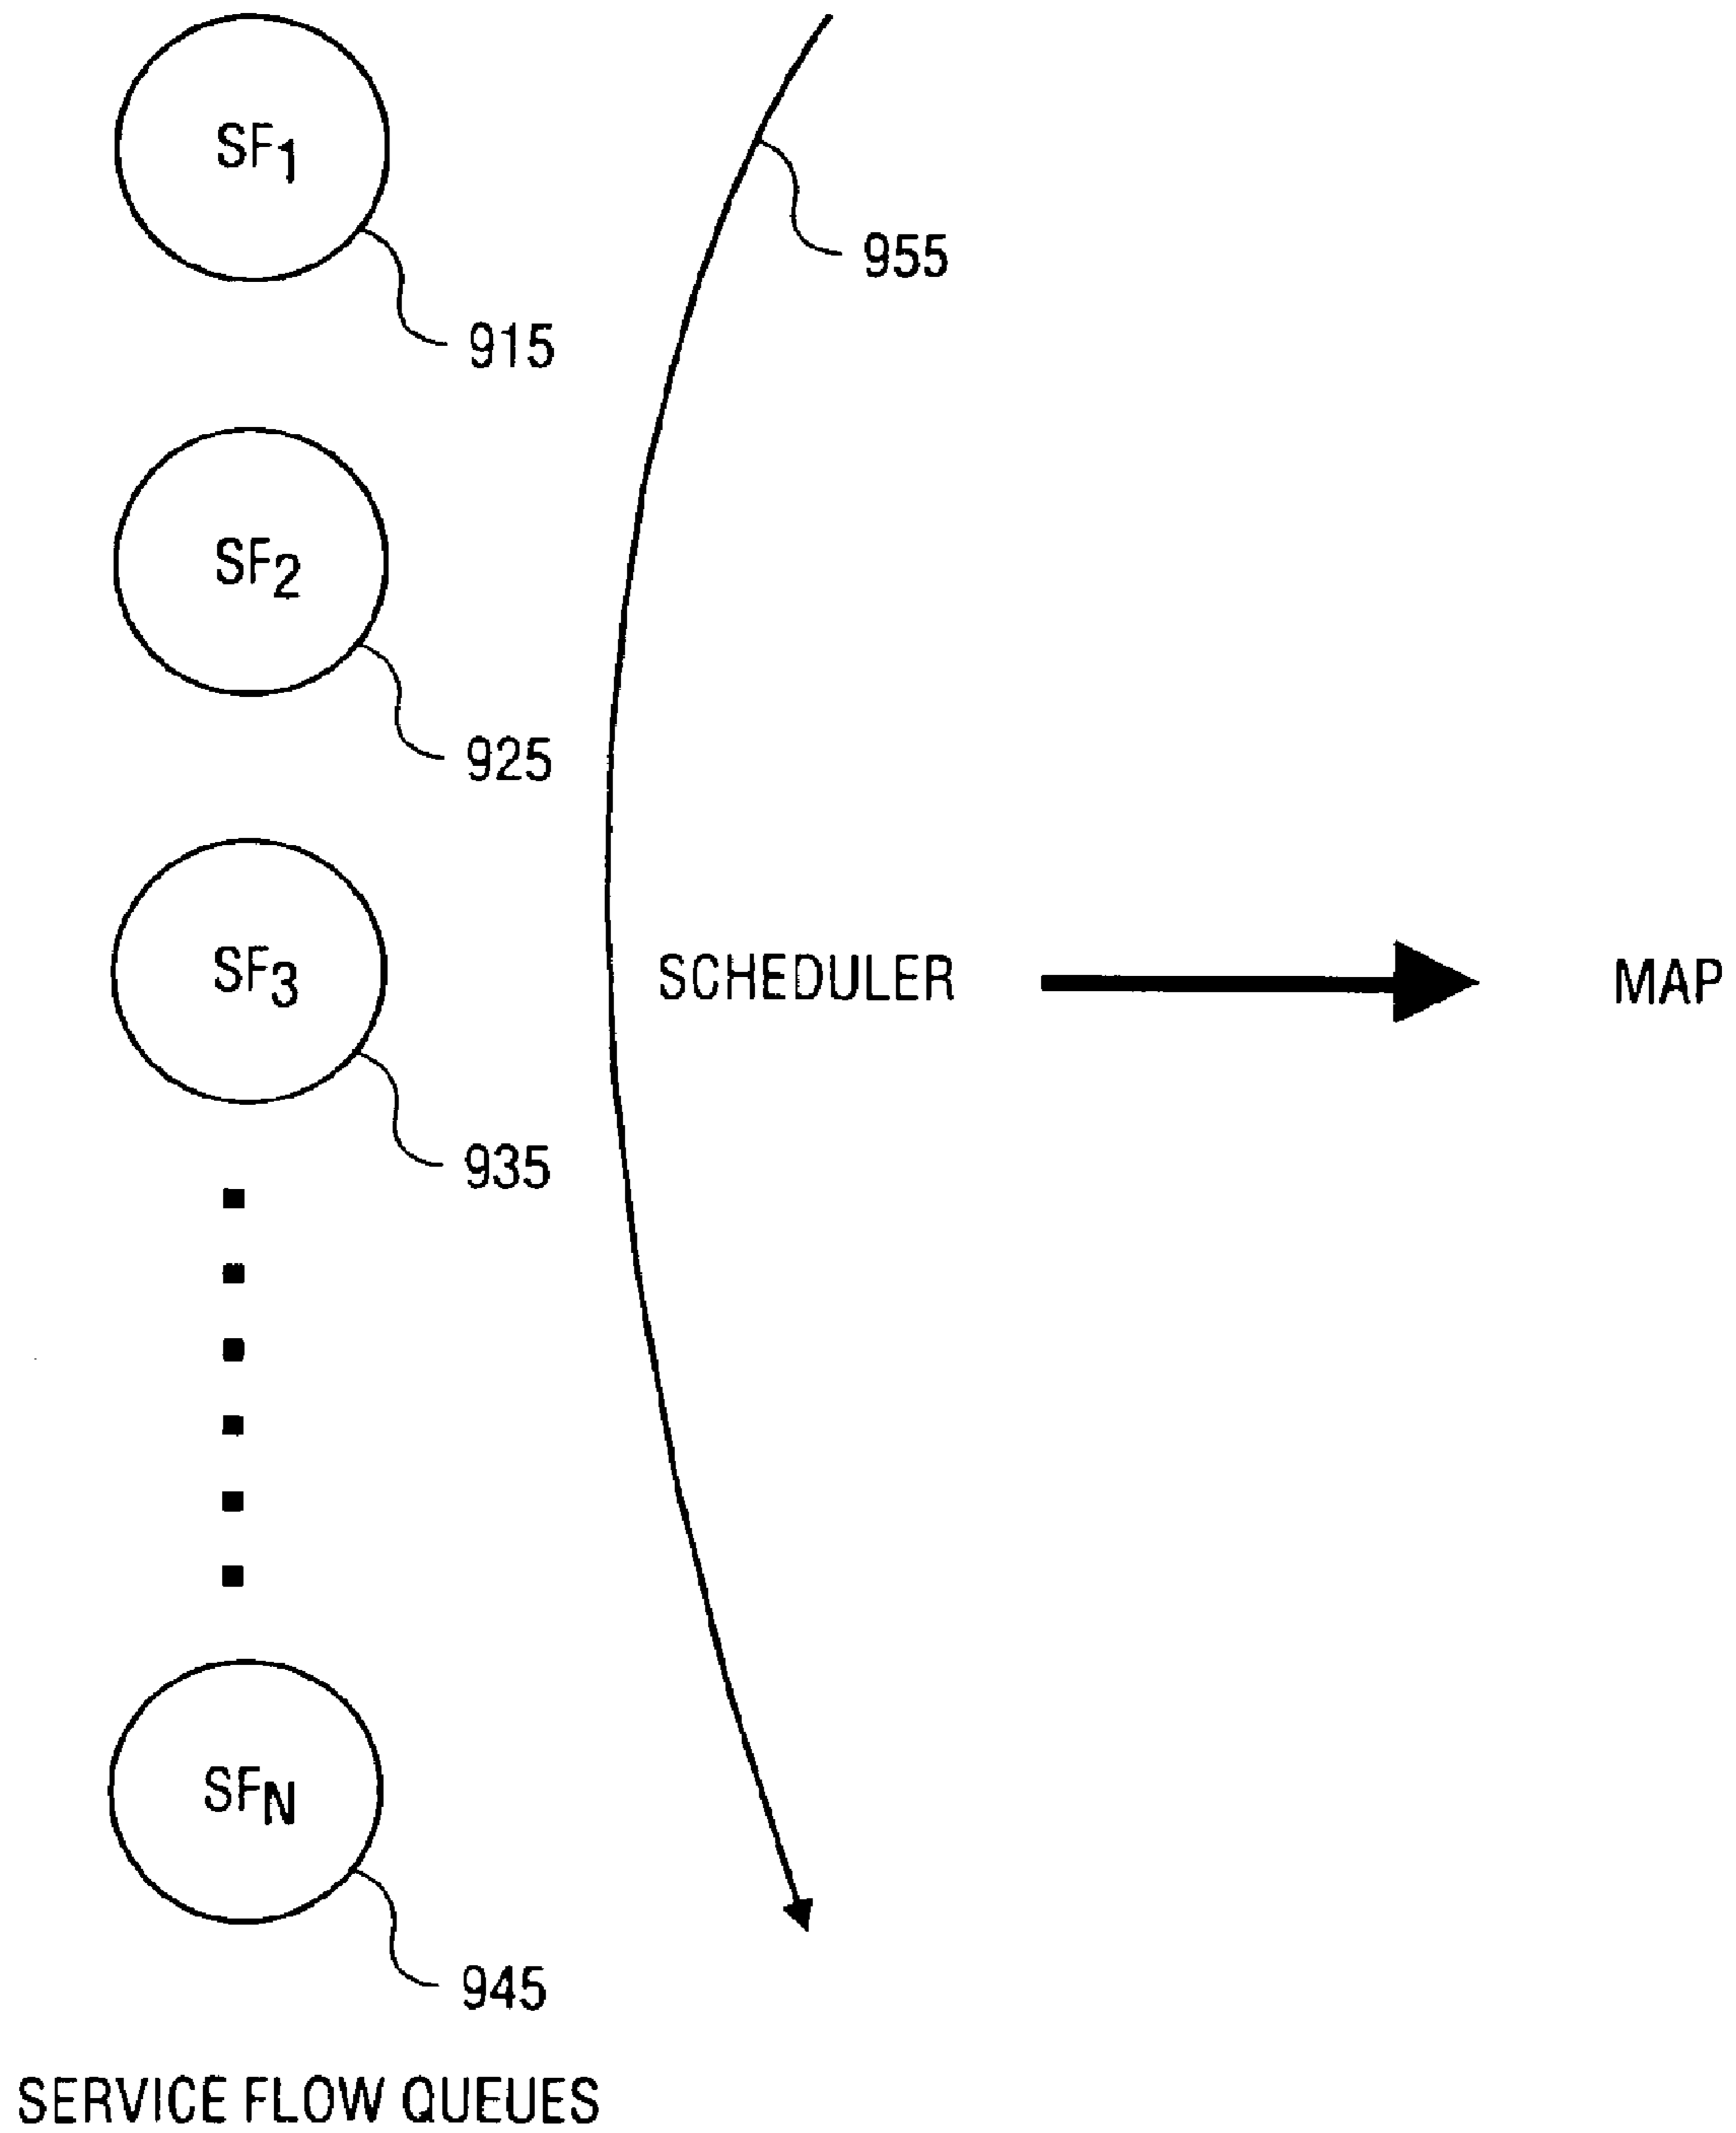 SF1
955
915
SF2
925
SF3
SCHEDULER
MAP
935
SFN
945
SERVICE FLOW QUEUES